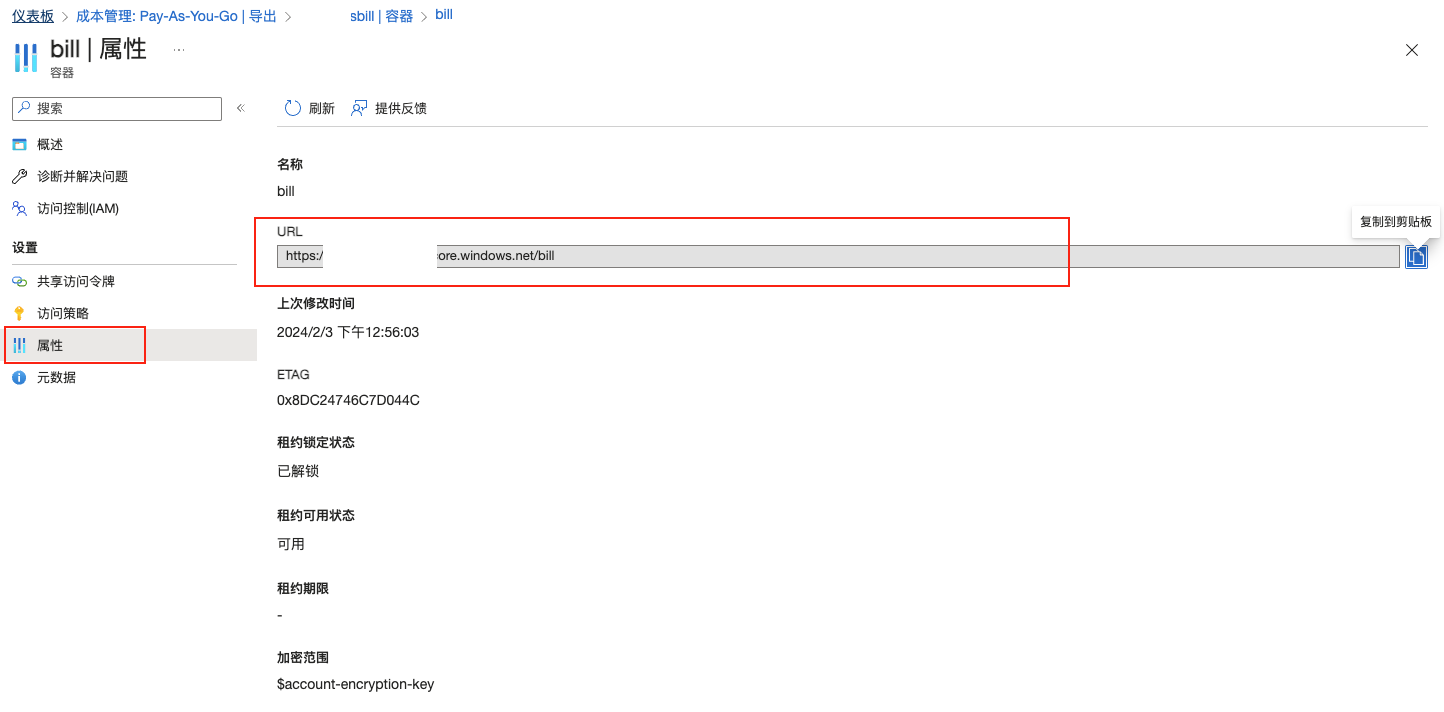 仪表板 > 成本管理: Pay-As-You-Go | 导出 > sbill | 容器 > bill
bill | 属性 ...
容器
搜索
«
刷新
提供反馈
概述
诊断并解决问题
访问控制(IAM)
设置
共享访问令牌
访问策略
属性
元数据
名称
bill
URL
https:/ ore.windows.net/bill
复制到剪贴板
上次修改时间
2024/2/3 下午12:56:03
ETAG
0x8DC24746C7D044C
租约锁定状态
已解锁
租约可用状态
可用
租约期限
-
加密范围
$account-encryption-key